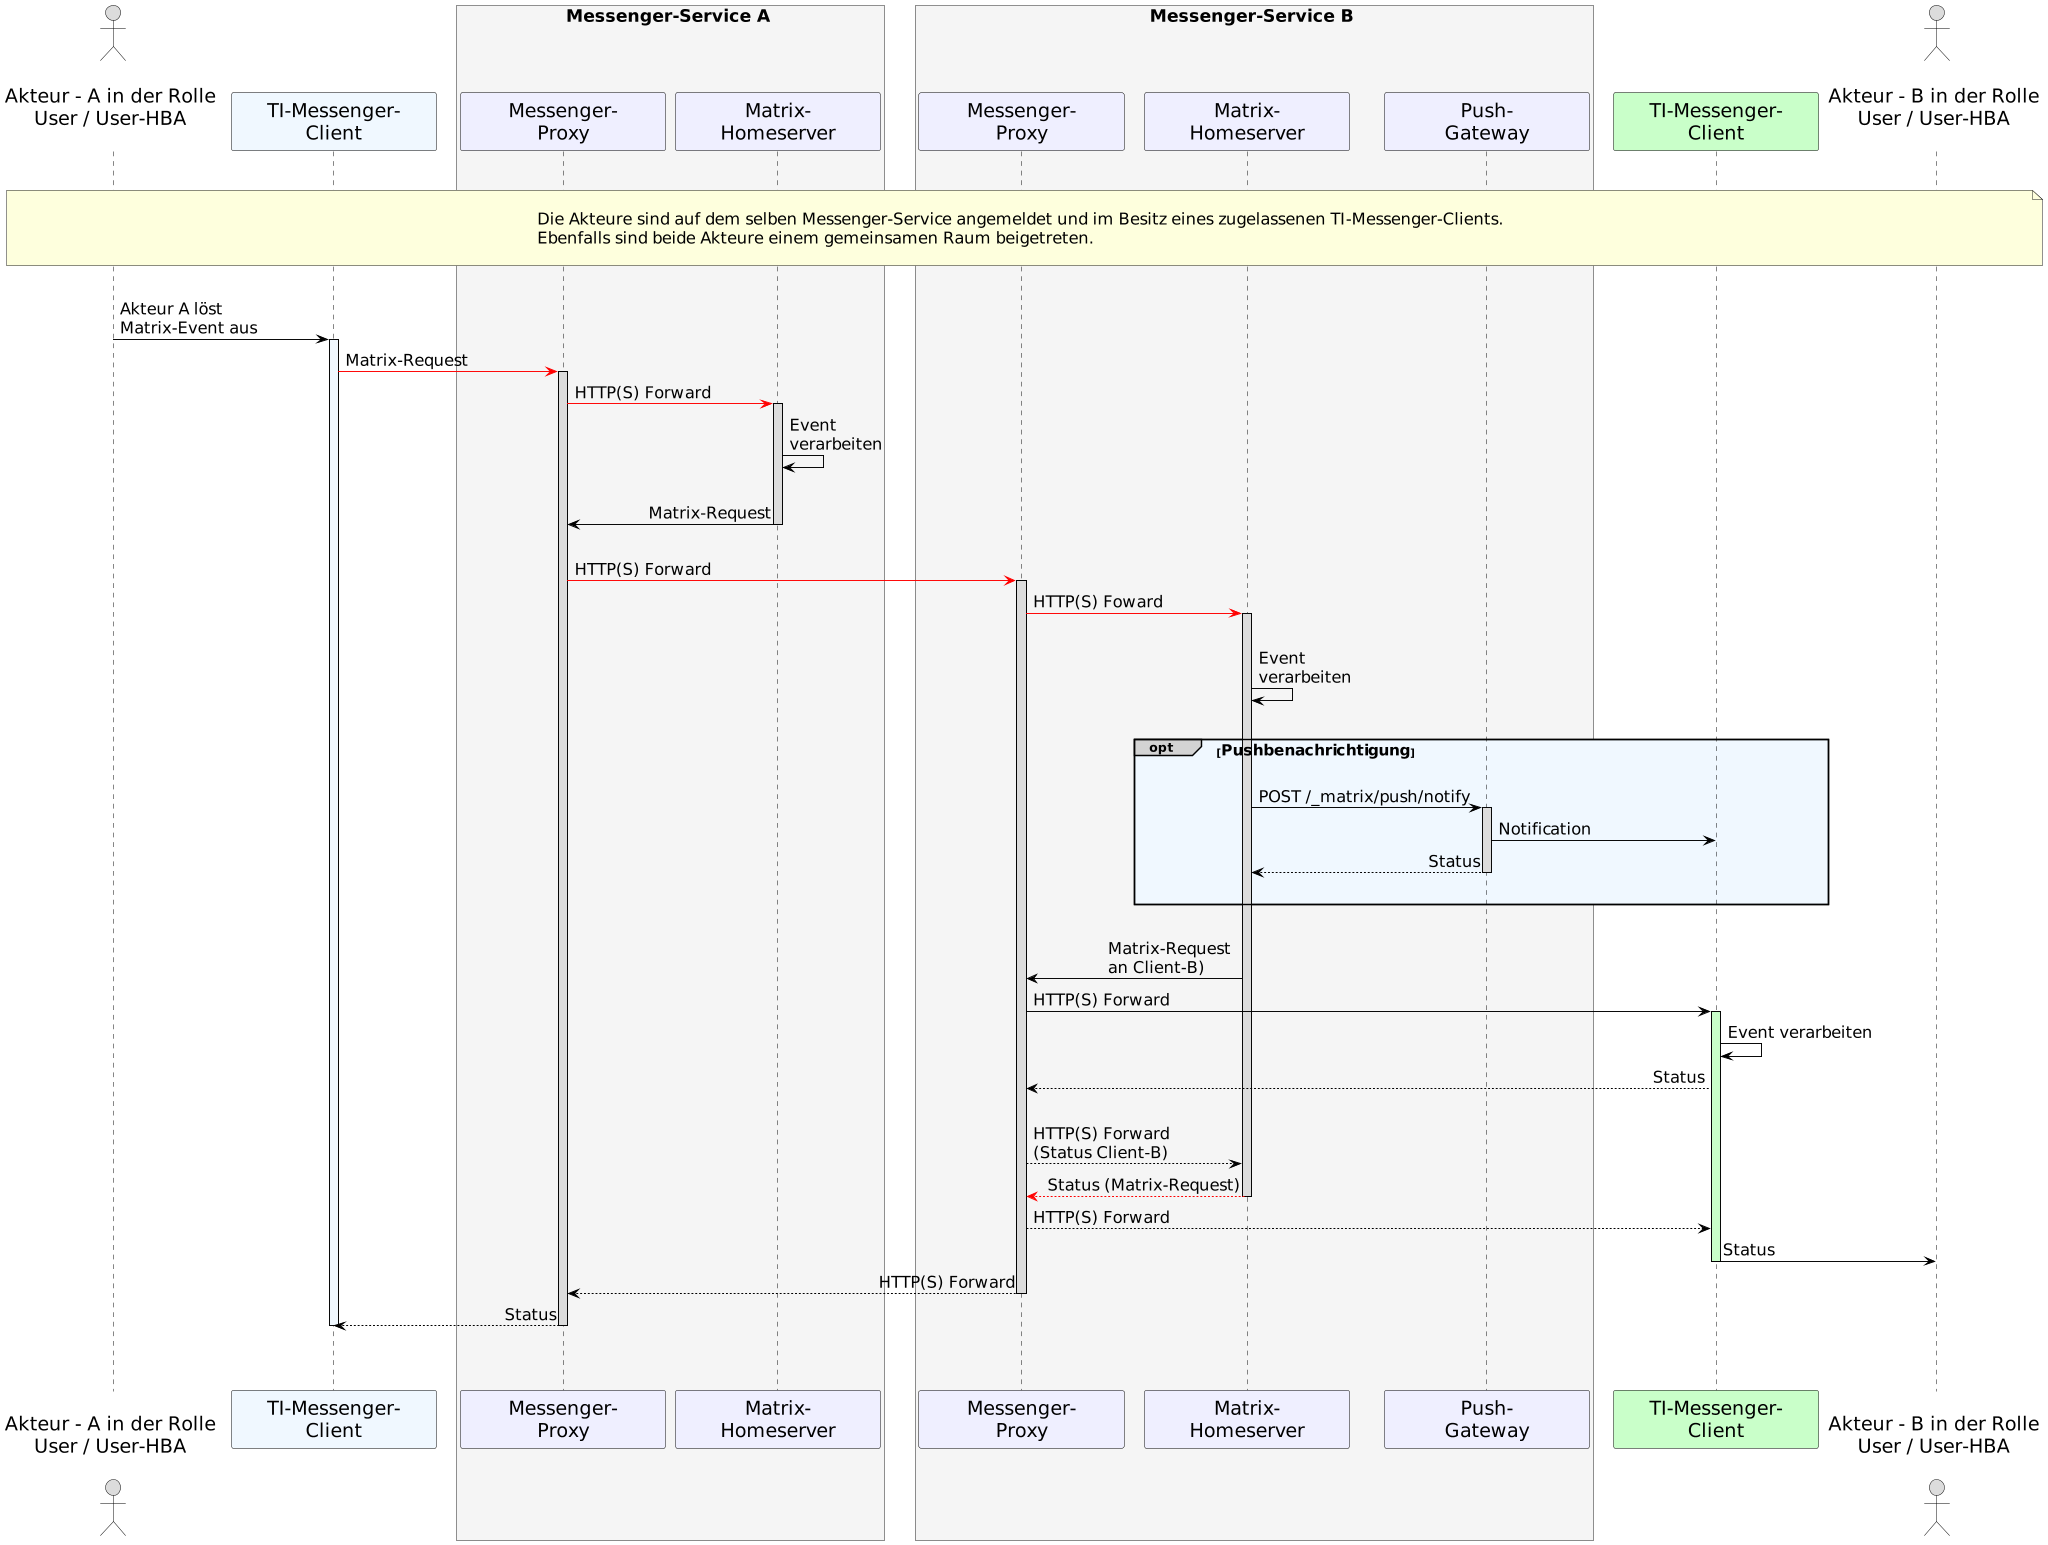 Messenger-Service A
Messenger-Service B
Akteur - A in der Rolle
User / User-HBA
TI-Messenger-
Client
Messenger-
Proxy
Matrix-
Homeserver
Messenger-
Proxy
Matrix-
Homeserver
Push-
Gateway
TI-Messenger-
Client
Akteur - B in der Rolle
User / User-HBA
Die Akteure sind auf dem selben Messenger-Service angemeldet und im Besitz eines zugelassenen TI-Messenger-Clients.
Ebenfalls sind beide Akteure einem gemeinsamen Raum beigetreten.
Akteur A löst
Matrix-Event aus
Matrix-Request
HTTP(S) Forward
Event
verarbeiten
Matrix-Request
HTTP(S) Forward
HTTP(S) Foward
Event
verarbeiten
opt
[Pushbenachrichtigung]
POST /_matrix/push/notify
Notification
Status
Matrix-Request
an Client-B)
HTTP(S) Forward
Event verarbeiten
Status
HTTP(S) Forward
(Status Client-B)
Status (Matrix-Request)
HTTP(S) Forward
Status
HTTP(S) Forward
Status
Akteur - A in der Rolle
User / User-HBA
TI-Messenger-
Client
Messenger-
Proxy
Matrix-
Homeserver
Messenger-
Proxy
Matrix-
Homeserver
Push-
Gateway
TI-Messenger-
Client
Akteur - B in der Rolle
User / User-HBA